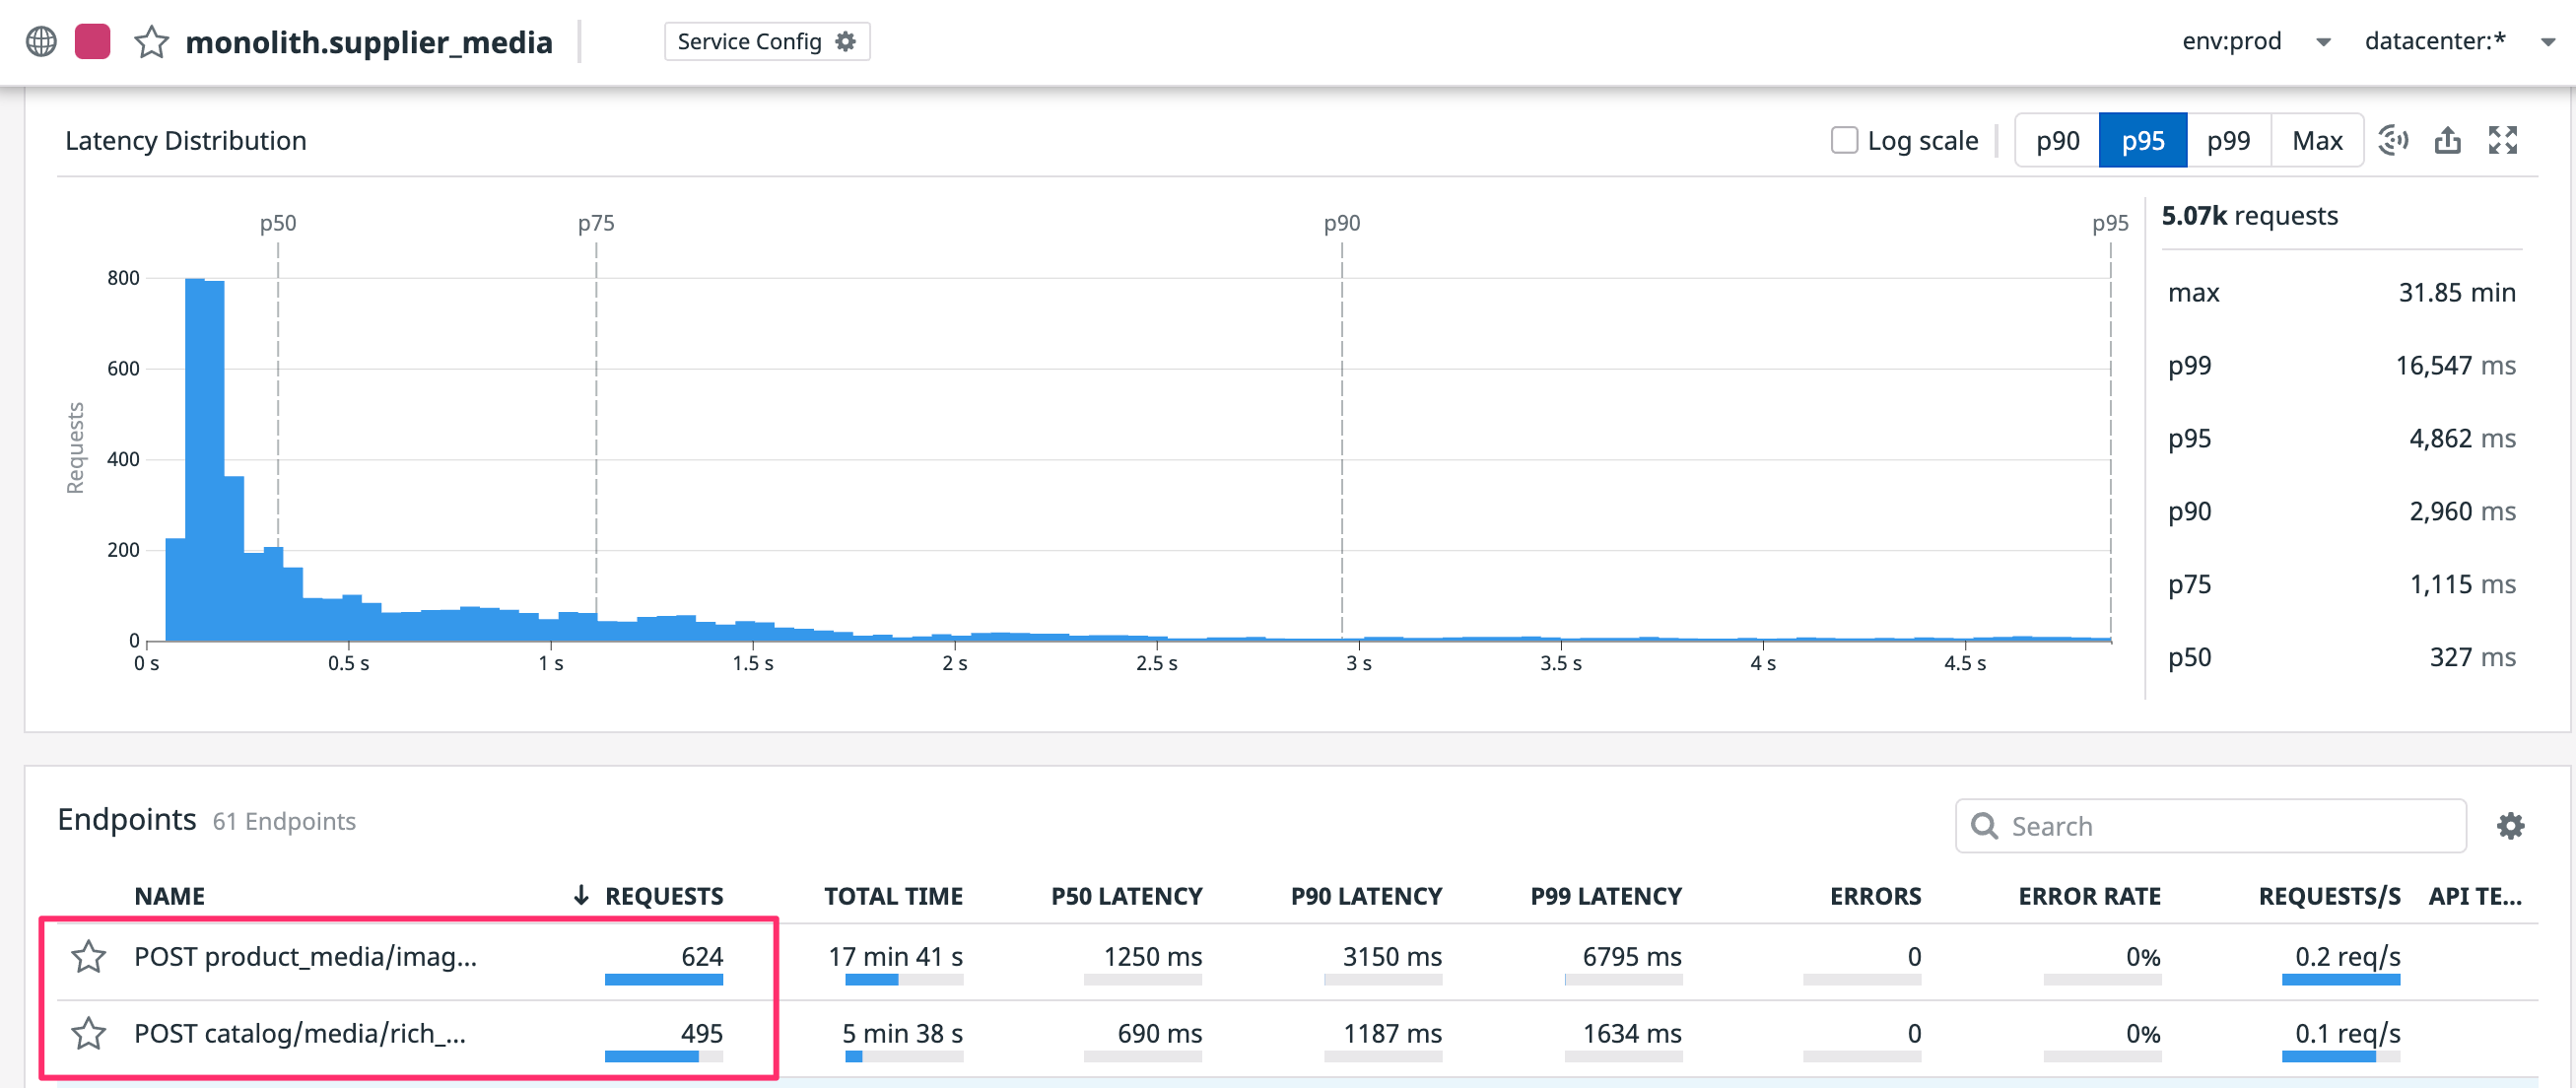 monolith.supplier_media
Service Config
env:prod
datacenter:*
Latency Distribution
Log scale
p90 p95 p99 Max
p50 p75 p90 p95
800
600
400
200
0
Requests
0 s 0.5 s 1 s 1.5 s 2 s 2.5 s 3 s 3.5 s 4 s 4.5 s
5.07k requests
max 31.85 min
p99 16,547 ms
p95 4,862 ms
p90 2,960 ms
p75 1,115 ms
p50 327 ms
Endpoints 61 Endpoints
Search
NAME ↓ REQUESTS TOTAL TIME P50 LATENCY P90 LATENCY P99 LATENCY ERRORS ERROR RATE REQUESTS/S API TE...
POST product_media/imag... 624 17 min 41 s 1250 ms 3150 ms 6795 ms 0 0% 0.2 req/s
POST catalog/media/rich_... 495 5 min 38 s 690 ms 1187 ms 1634 ms 0 0% 0.1 req/s